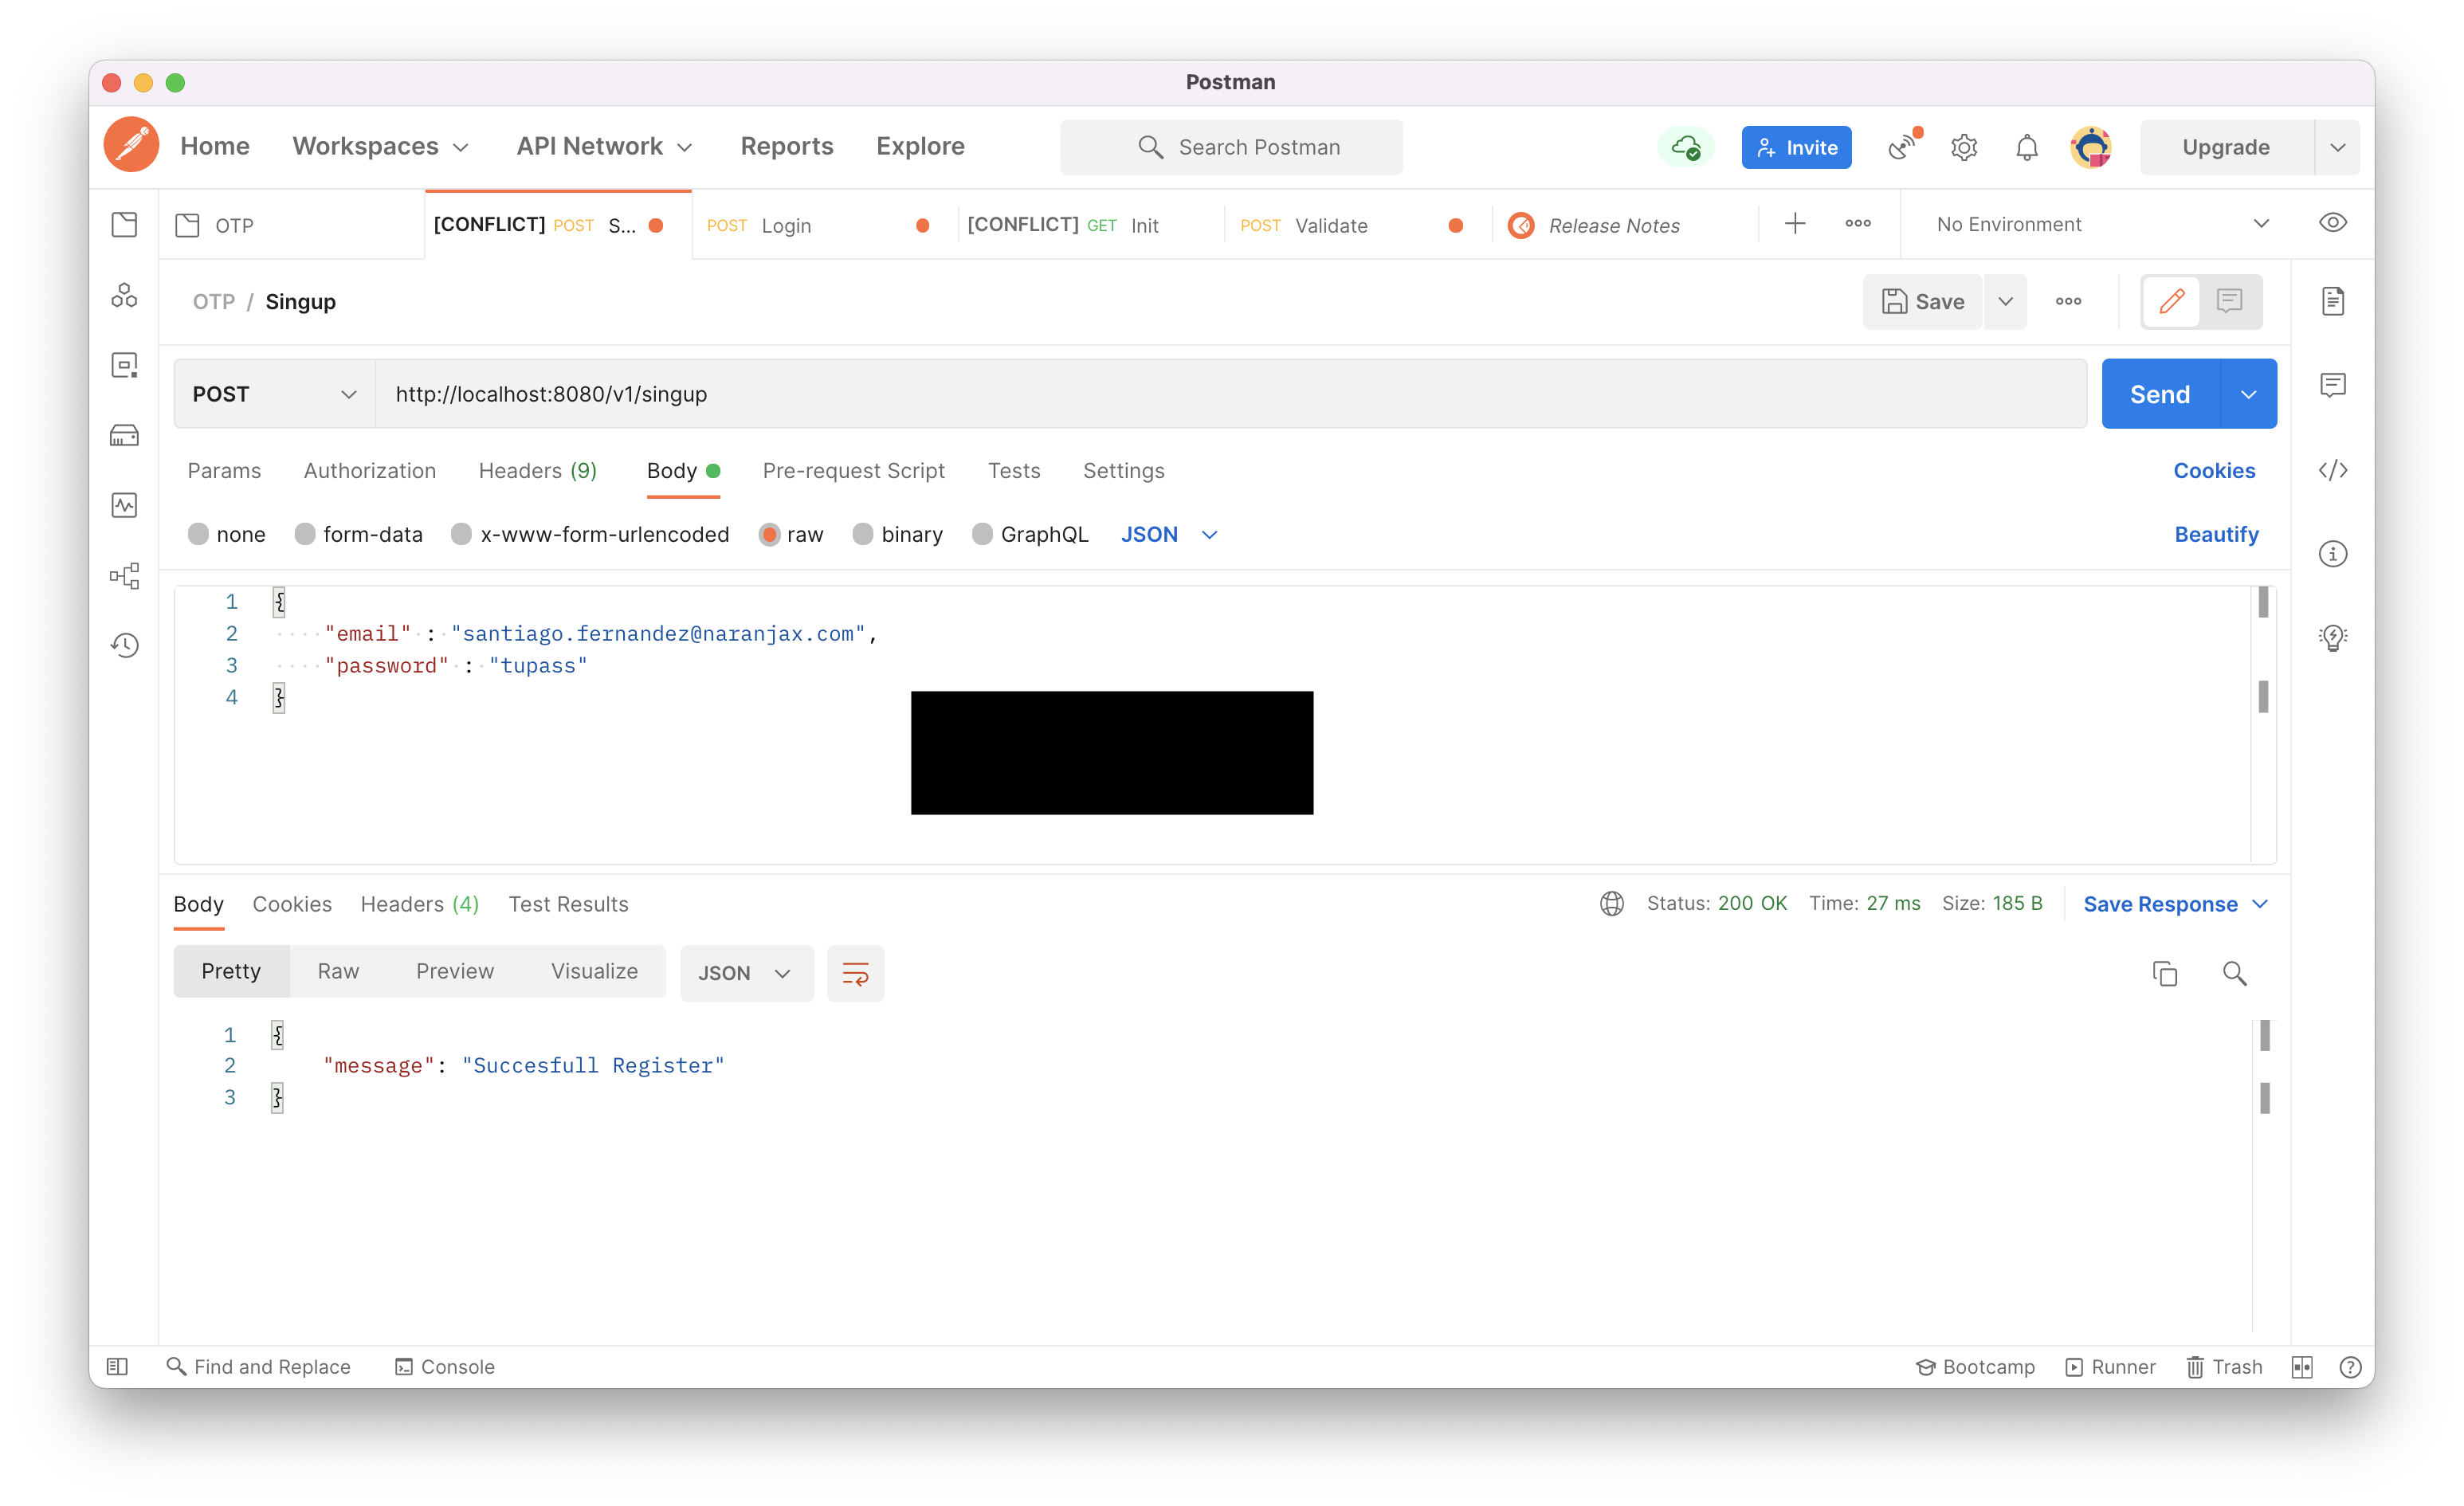 Postman
Home Workspaces API Network Reports Explore Search Postman Invite Upgrade
OTP [CONFLICT] POST S... POST Login [CONFLICT] GET Init POST Validate Release Notes No Environment
OTP / Singup Save
POST http://localhost:8080/v1/singup Send
Params Authorization Headers (9) Body Pre-request Script Tests Settings Cookies
none form-data x-www-form-urlencoded raw binary GraphQL JSON Beautify
1 {
2 "email" : "santiago.fernandez@naranjax.com",
3 "password" : "tupass"
4 }
Body Cookies Headers (4) Test Results Status: 200 OK Time: 27 ms Size: 185 B Save Response
Pretty Raw Preview Visualize JSON
1 {
2 "message": "Succesfull Register"
3 }
Find and Replace Console Bootcamp Runner Trash